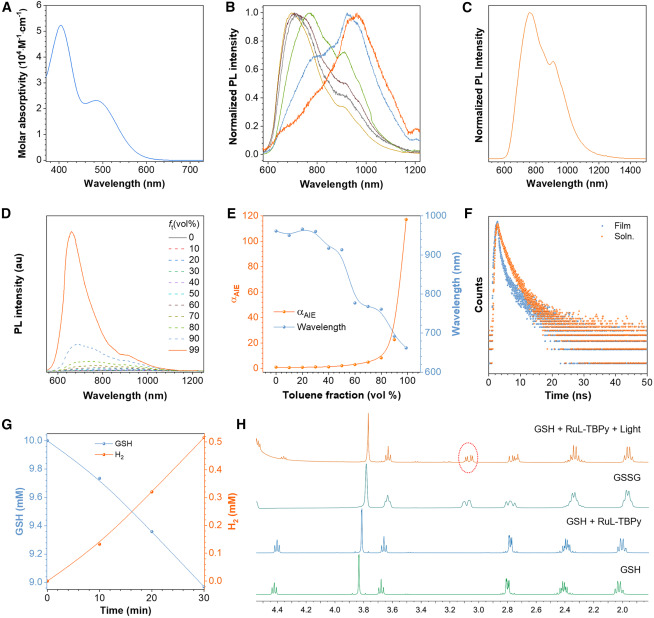 A
Molar absorptivity (10⁴ M⁻¹·cm⁻¹)
6
5
4
3
2
1
0
400 500 600 700
Wavelength (nm)
B
Normalized PL intensity
1.0
0.8
0.6
0.4
0.2
0.0
600 800 1000 1200
Wavelength (nm)
C
Normalized PL intensity
600 800 1000 1200 1400
Wavelength (nm)
D
PL intensity (au)
fₜ(vol%)
0
10
20
30
40
50
60
70
80
90
99
600 800 1000 1200
Wavelength (nm)
E
αAIE
120
100
80
60
40
20
0
αAIE
Wavelength
1000
900
800
700
600
Wavelength (nm)
0 20 40 60 80 100
Toluene fraction (vol %)
F
Counts
Film
Soln.
0 10 20 30 40 50
Time (ns)
G
GSH (mM)
10.0
9.8
9.6
9.4
9.2
9.0
GSH
H₂
0.5
0.4
0.3
0.2
0.1
0.0
H₂ (mM)
0 10 20 30
Time (min)
H
GSH + RuL-TBPy + Light
GSSG
GSH + RuL-TBPy
GSH
4.4 4.2 4.0 3.8 3.6 3.4 3.2 3.0 2.8 2.6 2.4 2.2 2.0